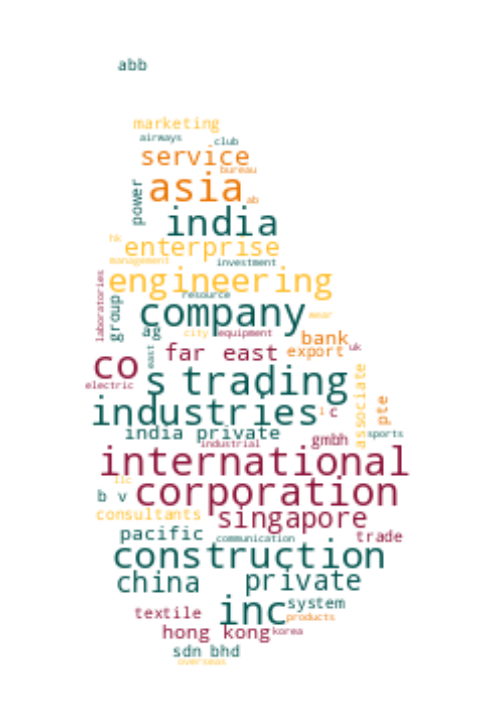 abb
marketing
airways
club
service
bureau
power
asia
ab
india
hk
enterprise
management
investment
laboratories
engineering
group
resource
company
wear
ag
city
equipment
bank
uk
co
east
far east
export
electric
s
trading
associate
pte
industries
l
c
india private
gmbh
sports
industrial
international
llc
b v
corporation
consultants
singapore
pacific
communication
trade
construction
china
private
inc
system
textile
products
hong kong
korea
sdn bhd
overseas